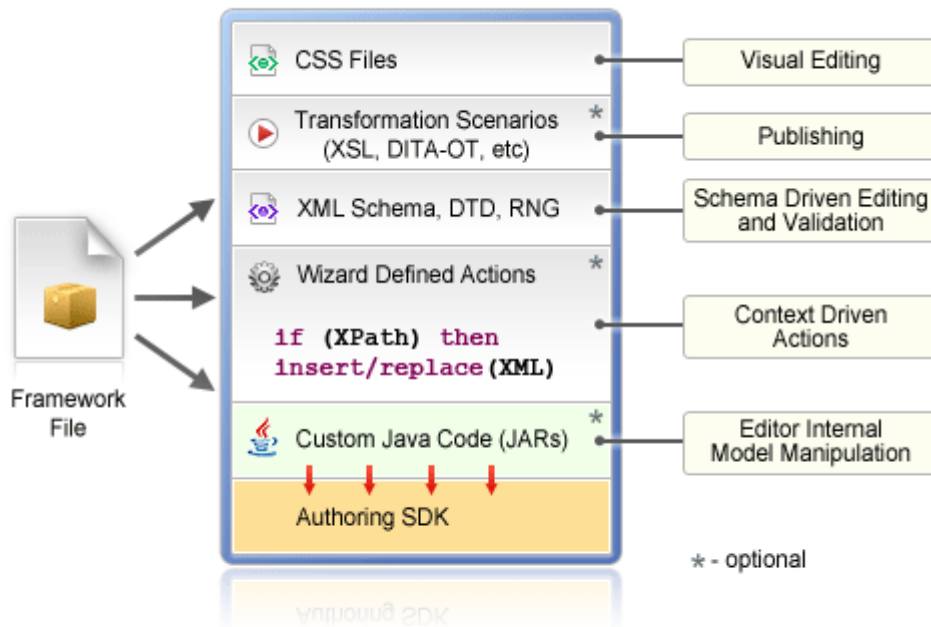 CSS Files
Visual Editing
Transformation Scenarios *
(XSL, DITA-OT, etc)
Publishing
XML Schema, DTD, RNG
Schema Driven Editing
and Validation
Wizard Defined Actions *
if (XPath) then
insert/replace(XML)
Context Driven
Actions
Framework
File
Custom Java Code (JARs) *
Editor Internal
Model Manipulation
Authoring SDK
* - optional
Authoring SDK